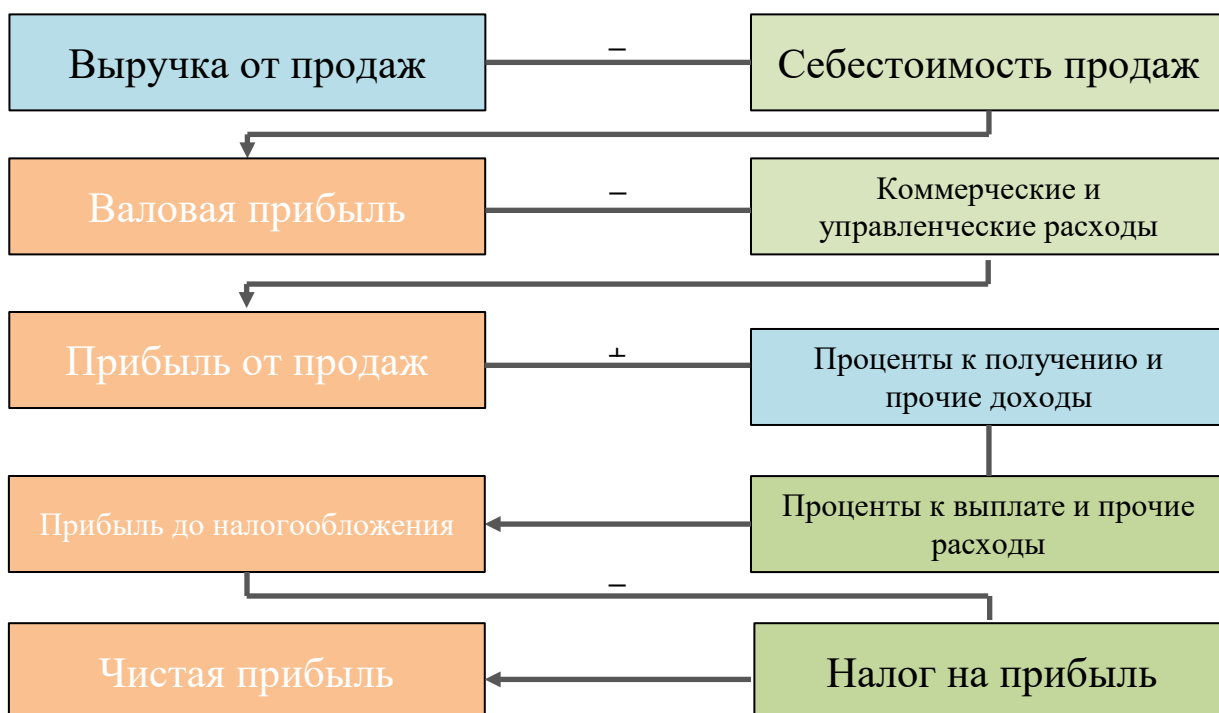 Выручка от продаж
–
Себестоимость продаж
Валовая прибыль
–
Коммерческие и
управленческие расходы
Прибыль от продаж
+
Проценты к получению и
прочие доходы
Прибыль до налогообложения
Проценты к выплате и прочие
расходы
–
Чистая прибыль
Налог на прибыль